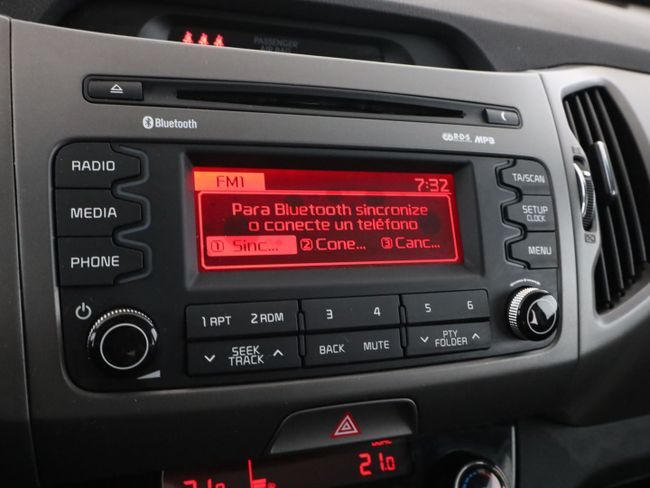 PASSENGER
AIR BAG
Bluetooth
R·D·S MP3
RADIO
MEDIA
PHONE
FM1 7:32
Para Bluetooth sincronize
o conecte un teléfono
1 Sinc... 2 Cone... 3 Canc...
TA/SCAN
SETUP
CLOCK
MENU
1 RPT 2 RDM 3 4 5 6
SEEK
TRACK
BACK MUTE
PTY
FOLDER
21.0